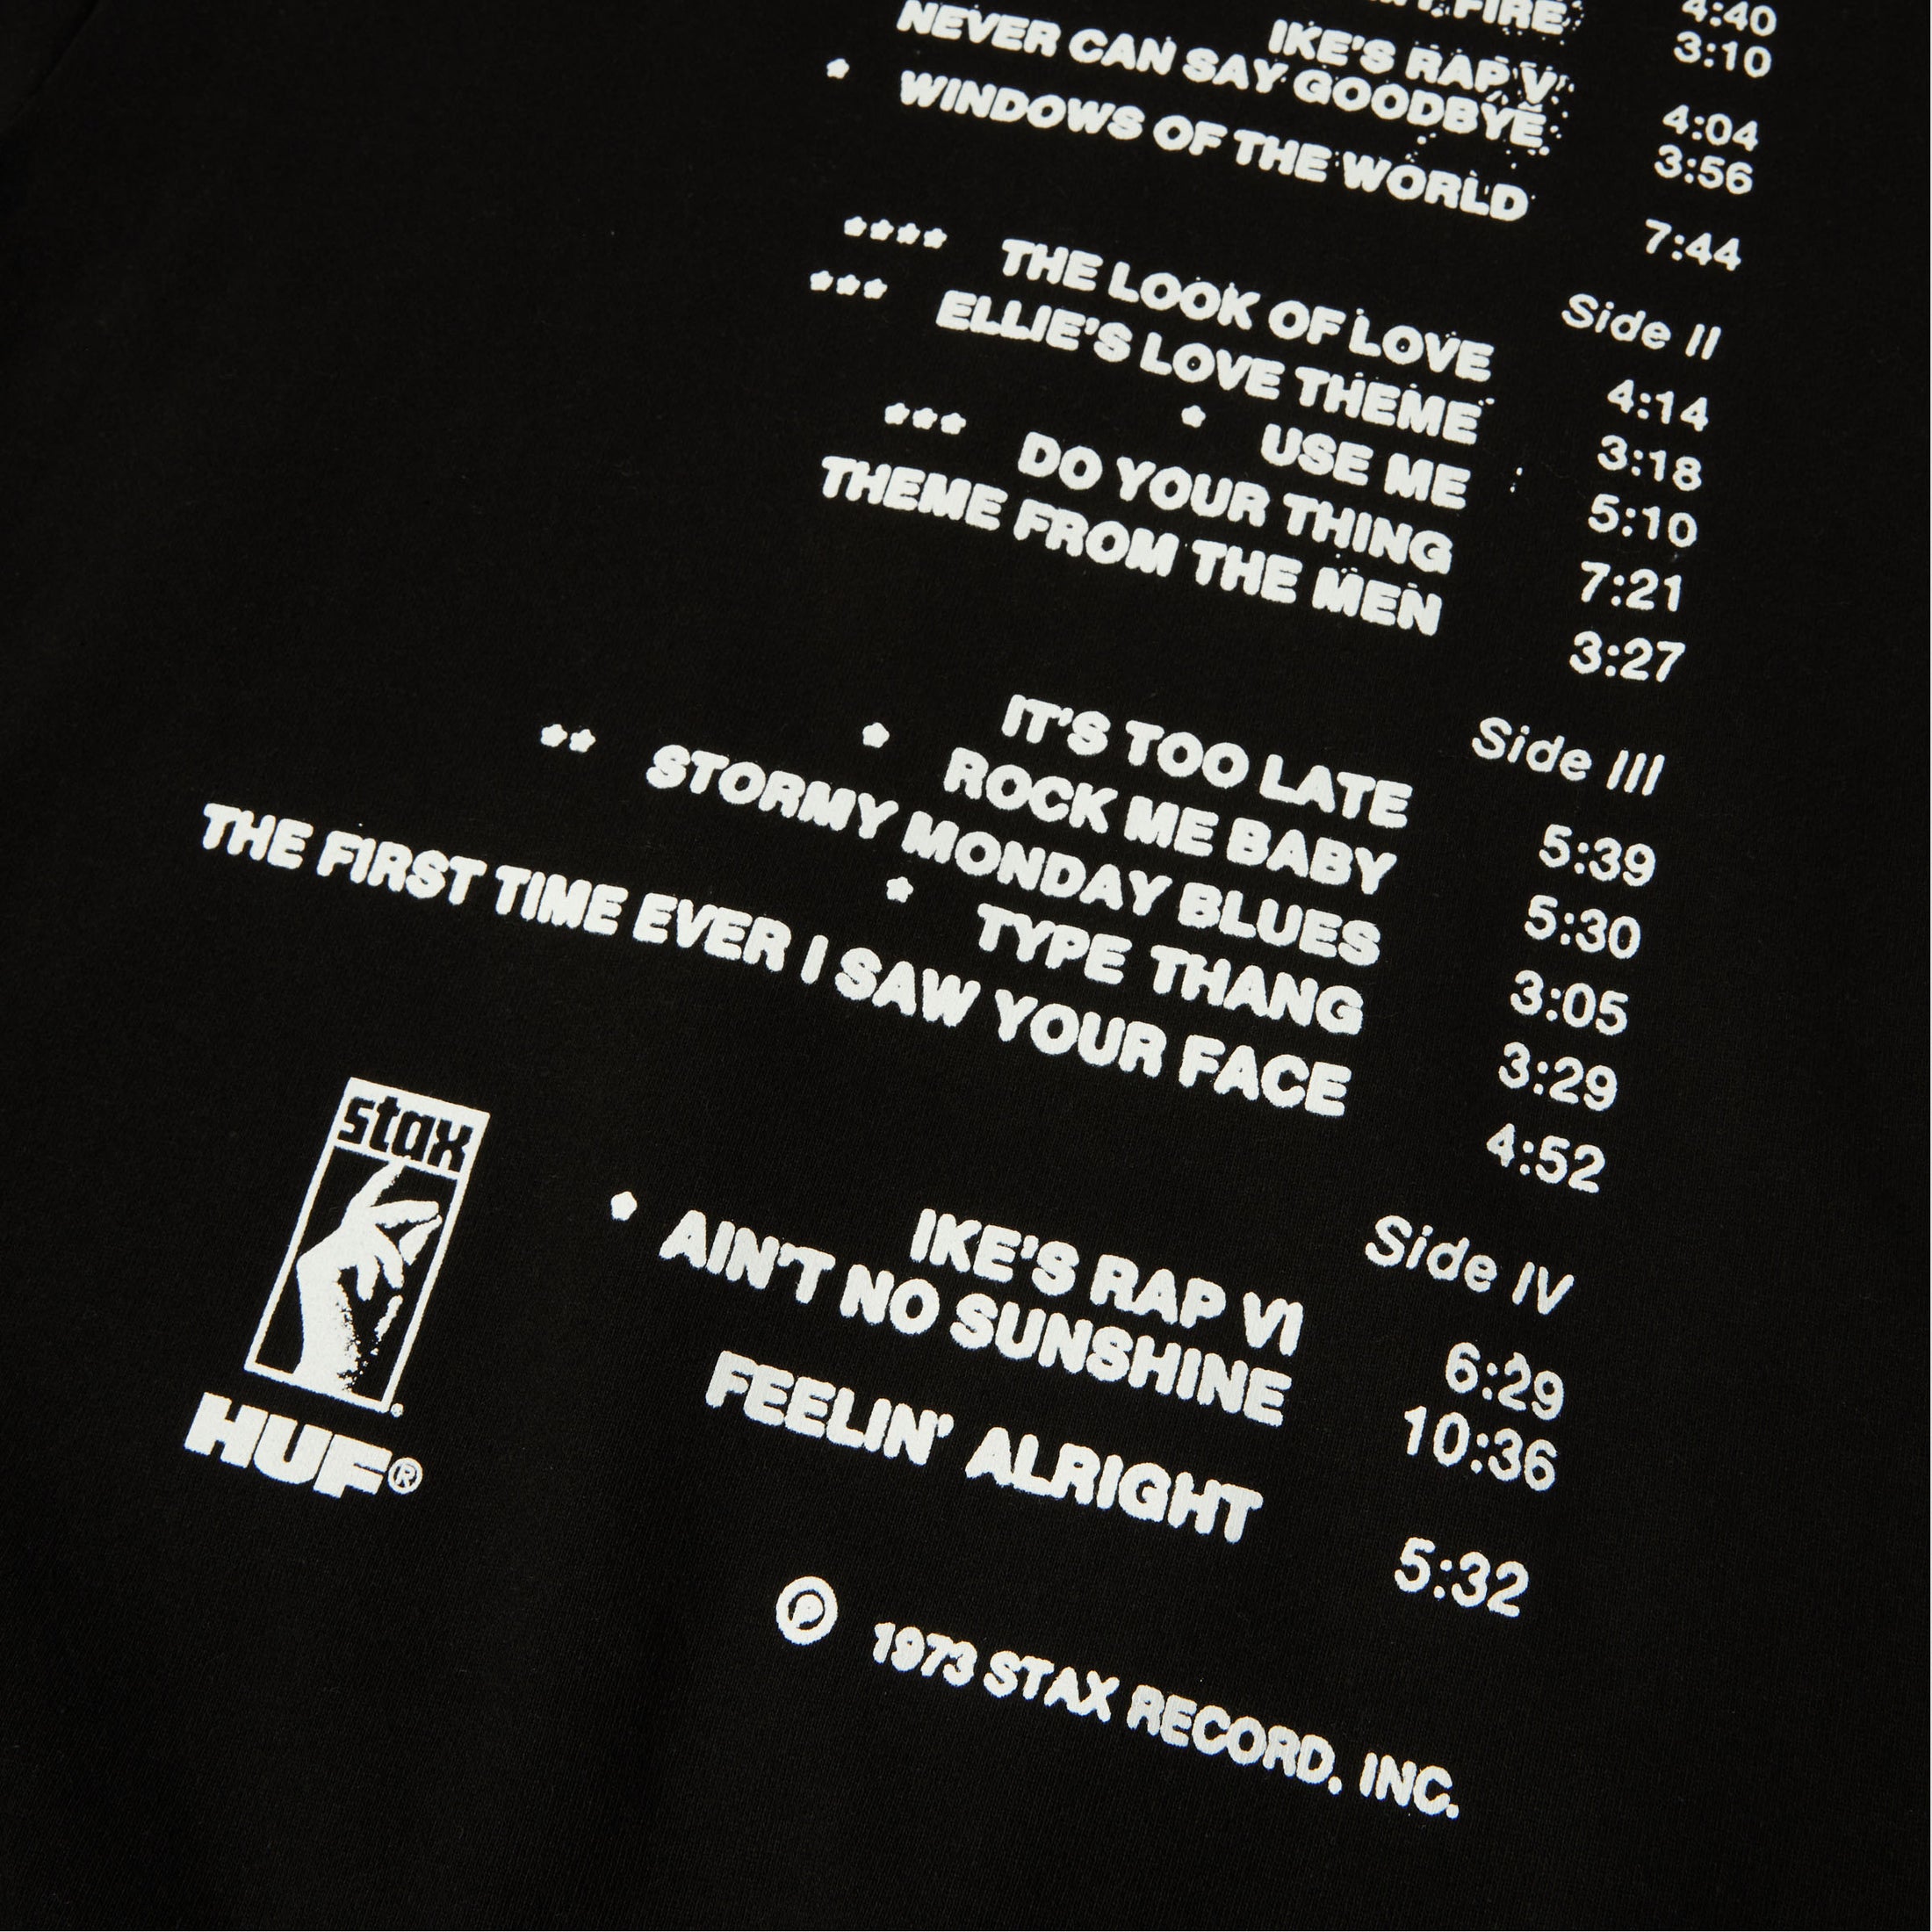 FIRE 4:40
IKE'S RAP V 3:10
NEVER CAN SAY GOODBYE 4:04
* WINDOWS OF THE WORLD 3:56
7:44
Side II
**** THE LOOK OF LOVE 4:14
*** ELLIE'S LOVE THEME 3:18
* USE ME 5:10
*** DO YOUR THING 7:21
THEME FROM THE MEN 3:27
Side III
IT'S TOO LATE 5:39
* ROCK ME BABY 5:30
** STORMY MONDAY BLUES 3:05
* TYPE THANG 3:29
THE FIRST TIME EVER I SAW YOUR FACE 4:52
Side IV
IKE'S RAP VI 6:29
* AIN'T NO SUNSHINE 10:36
FEELIN' ALRIGHT 5:32
stax
HUF®
℗ 1973 STAX RECORD, INC.